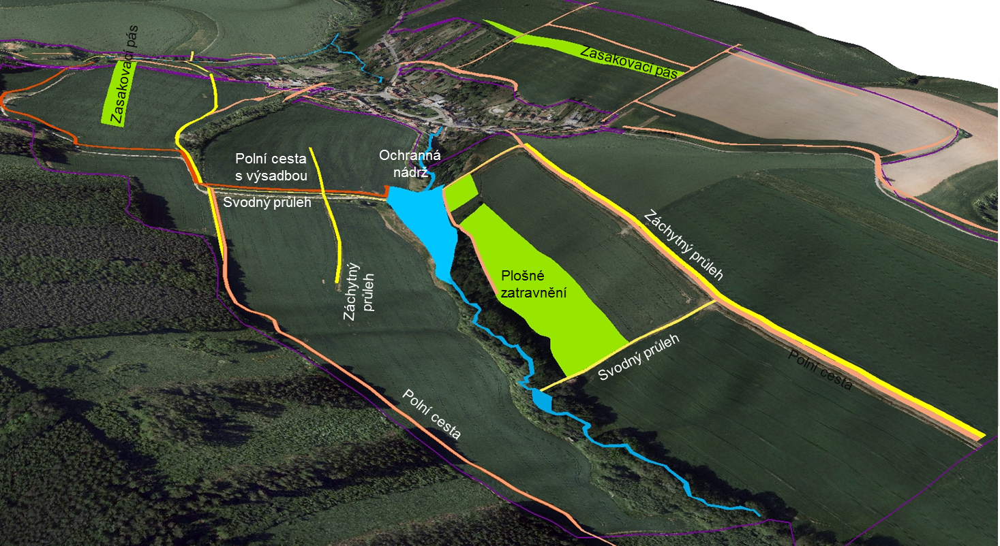 Zasakovací pás
Zasakovací pás
Polní cesta
s výsadbou
Ochranná
nádrž
Svodný průleh
Záchytný průleh
Záchytný
průleh
Plošné
zatravnění
Svodný průleh
Polní cesta
Polní cesta